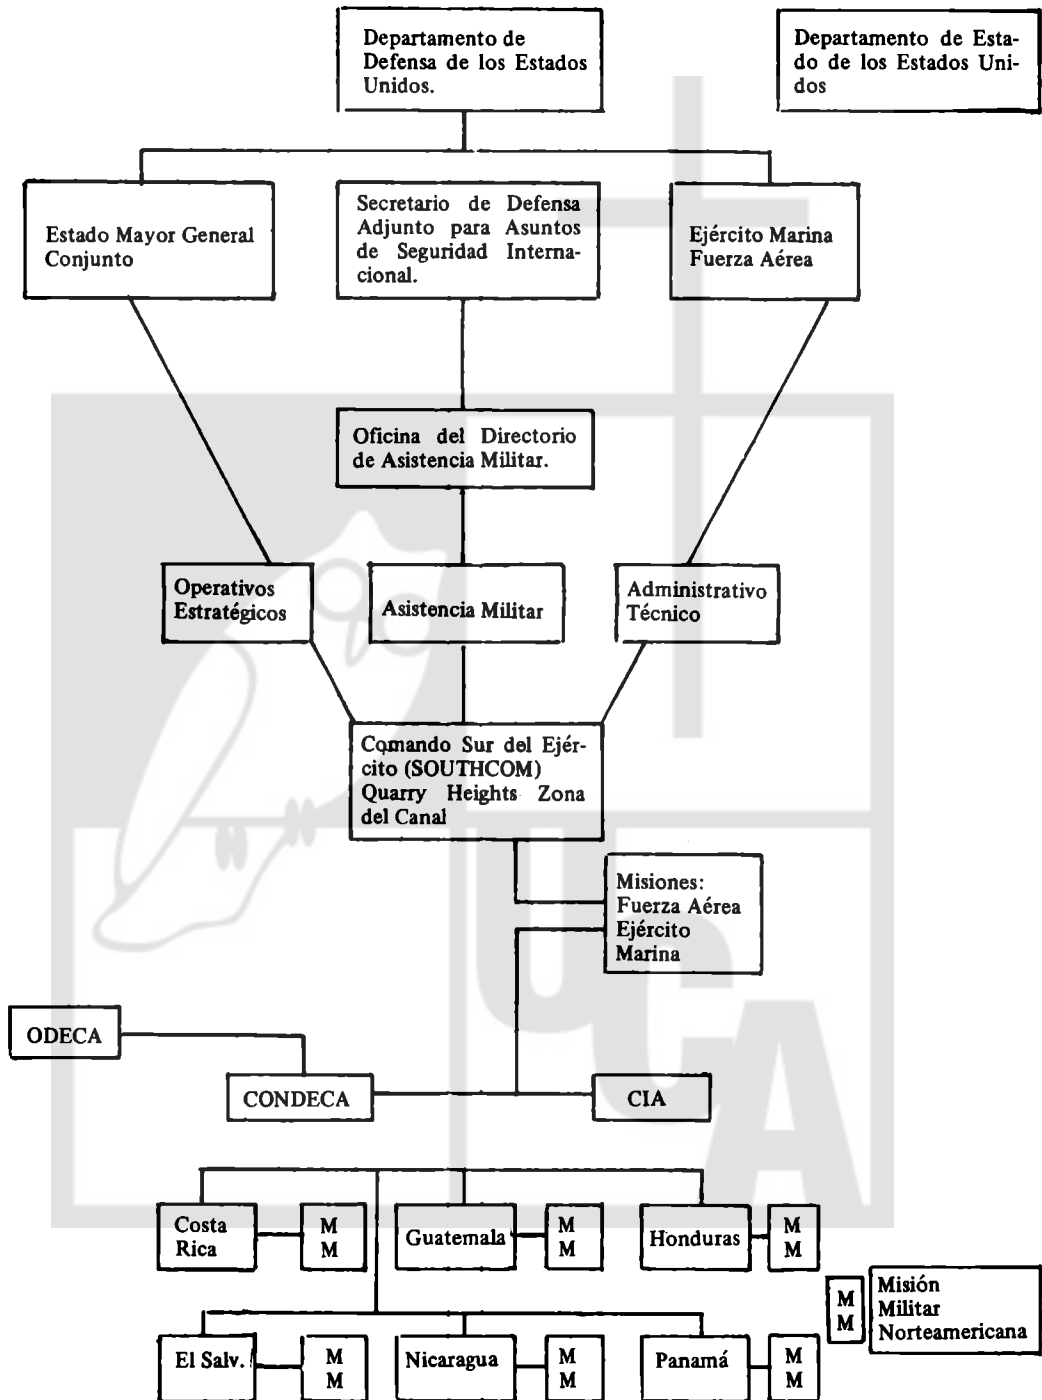 Departamento de
Defensa de los Estados
Unidos.
Departamento de Esta-
do de los Estados Uni-
dos
Estado Mayor General
Conjunto
Secretario de Defensa
Adjunto para Asuntos
de Seguridad Interna-
cional.
Ejército Marina
Fuerza Aérea
Oficina del Directorio
de Asistencia Militar.
Operativos
Estratégicos
Asistencia Militar
Administrativo
Técnico
Comando Sur del Ejér-
cito (SOUTHCOM)
Quarry Heights Zona
del Canal
Misiones:
Fuerza Aérea
Ejército
Marina
ODECA
CONDECA
CIA
Costa
Rica
M
M
Guatemala
M
M
Honduras
M
M
M
M
Misión
Militar
Norteamericana
El Salv.
M
M
Nicaragua
M
M
Panamá
M
M
UCA